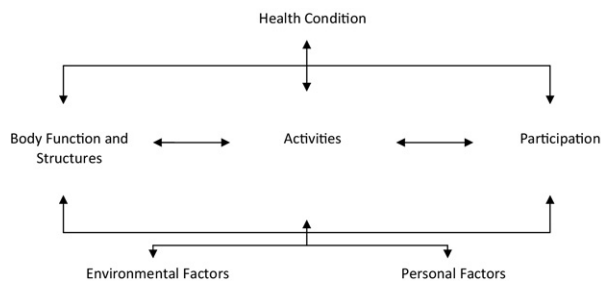 Health Condition
Body Function and
Structures
Activities
Participation
Environmental Factors
Personal Factors